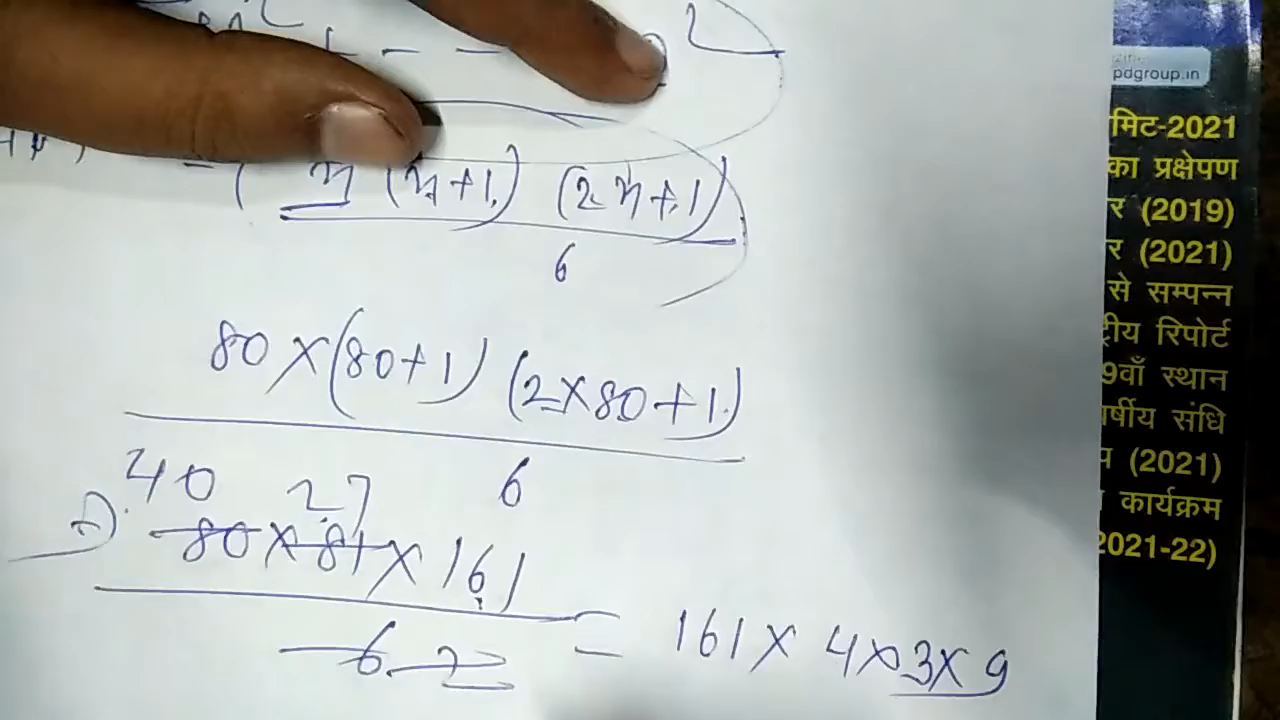 n (n+1) (2n+1)
6
80×(80+1) (2×80+1)
6
40 27
80×81×161
6 2
= 161×4×3×9
pdgroup.in
मिट-2021
का प्रक्षेपण
र (2019)
र (2021)
से सम्पन्न
ट्रीय रिपोर्ट
9वाँ स्थान
वर्षीय संधि
(2021)
कार्यक्रम
2021-22)